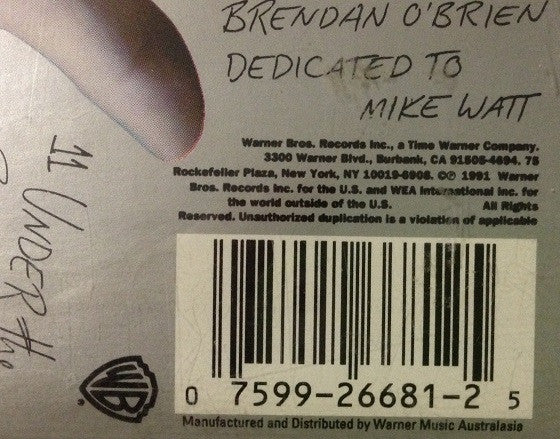 BRENDAN O'BRIEN
DEDICATED TO
MIKE WATT
Warner Bros. Records Inc., a Time Warner Company.
3300 Warner Blvd., Burbank, CA 91505-4694. 75
Rockefeller Plaza, New York, NY 10019-6908. ©℗ 1991 Warner
Bros. Records Inc. for the U.S. and WEA International Inc. for
the world outside of the U.S. All Rights
Reserved. Unauthorized duplication is a violation of applicable
11 UNDER the
WB
0 7599-26681-2 5
Manufactured and Distributed by Warner Music Australasia